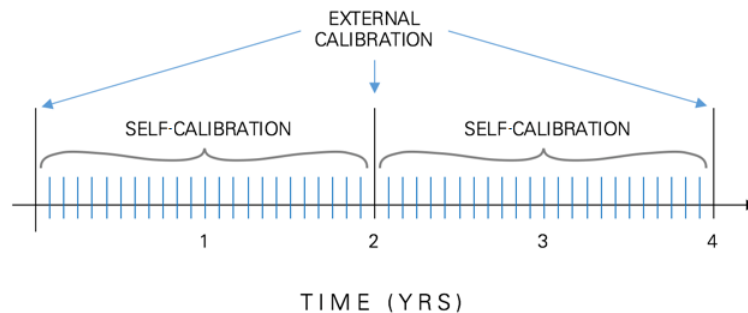 EXTERNAL
CALIBRATION
SELF-CALIBRATION SELF-CALIBRATION
1 2 3 4
TIME (YRS)